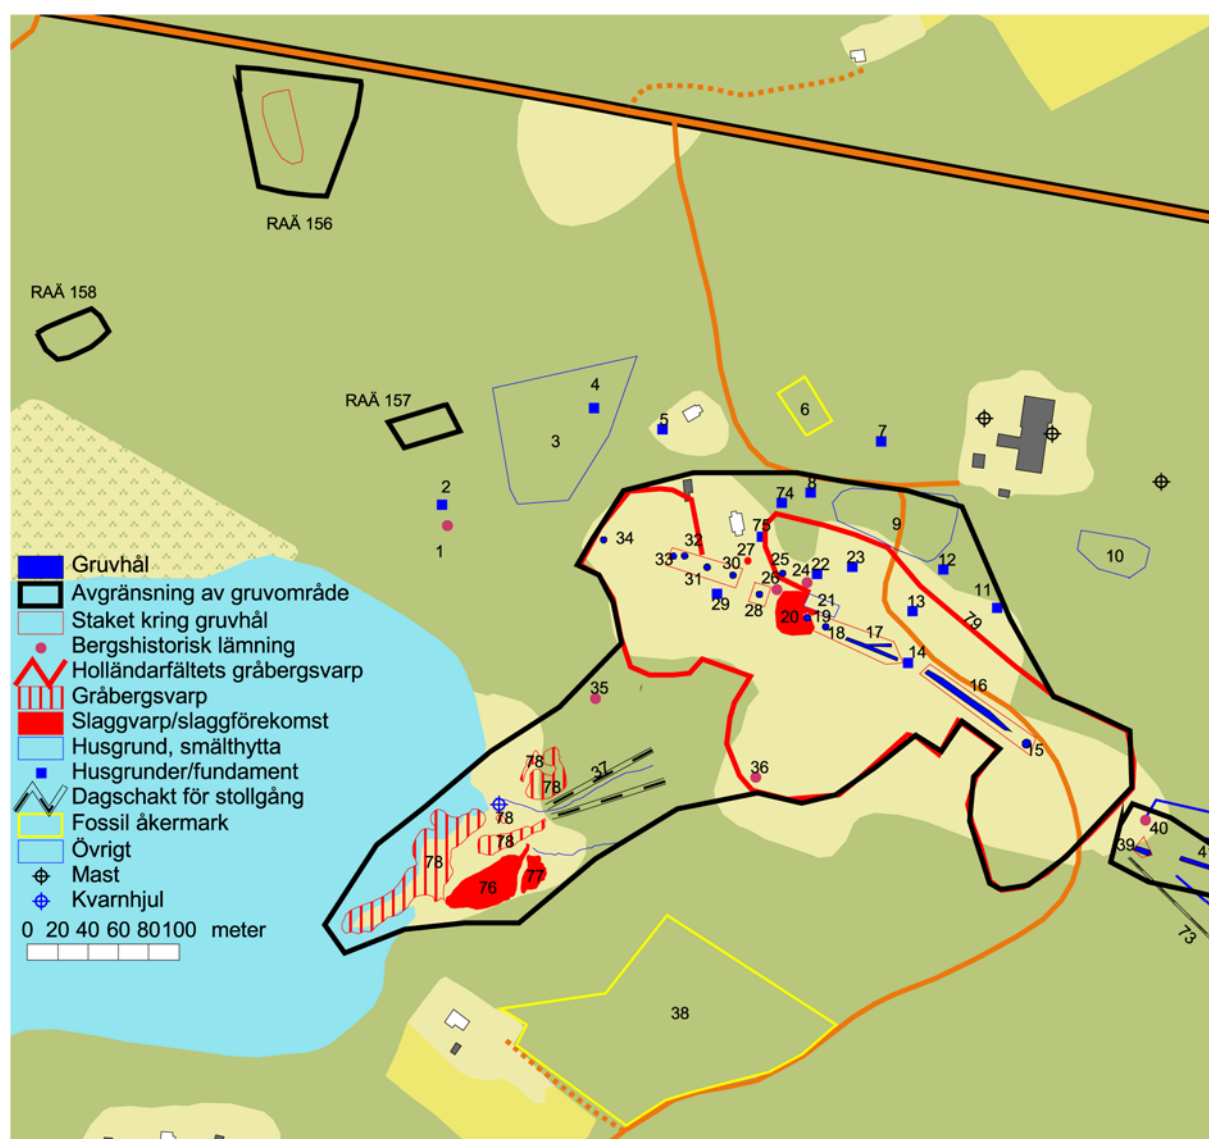 RAÄ 156
RAÄ 158
RAÄ 157
4
3
5
6
7
2
1
8
74
9
10
75
34
32
33
27
31
30
25
24
26
22
23
12
29
28
21
20
19
18
17
13
11
79
14
16
15
35
36
37
78
78
78
78
78
76
77
40
39
41
73
38
Gruvhål
Avgränsning av gruvområde
Staket kring gruvhål
Bergshistorisk lämning
Holländarfältets gråbergsvarp
Gråbergsvarp
Slaggvarp/slaggförekomst
Husgrund, smälthytta
Husgrunder/fundament
Dagschakt för stollgång
Fossil åkermark
Övrigt
Mast
Kvarnhjul
0 20 40 60 80 100 meter